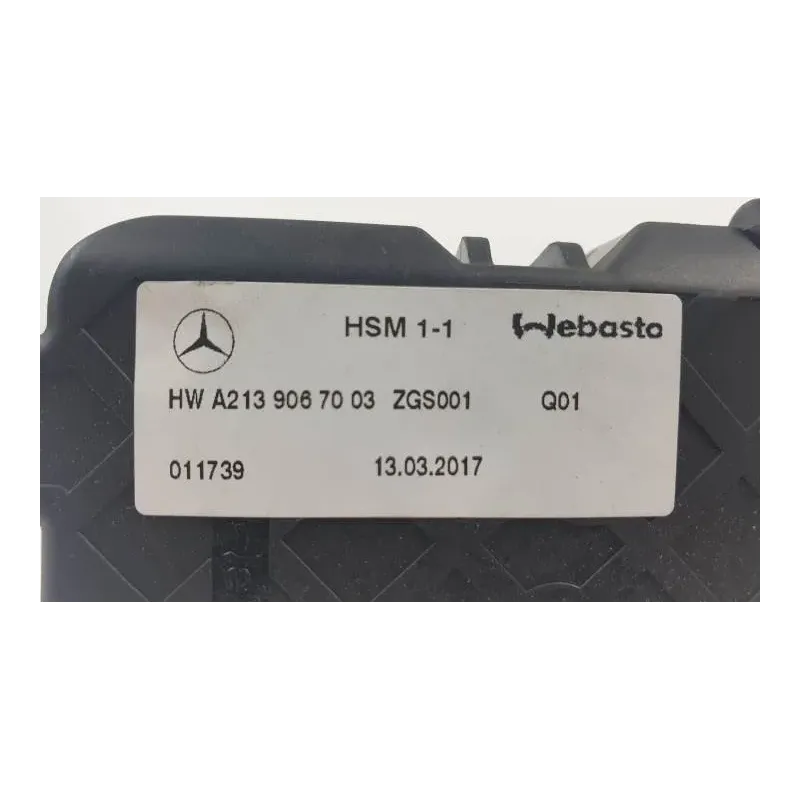 HSM 1-1 Webasto
HW A213 906 70 03 ZGS001 Q01
011739 13.03.2017